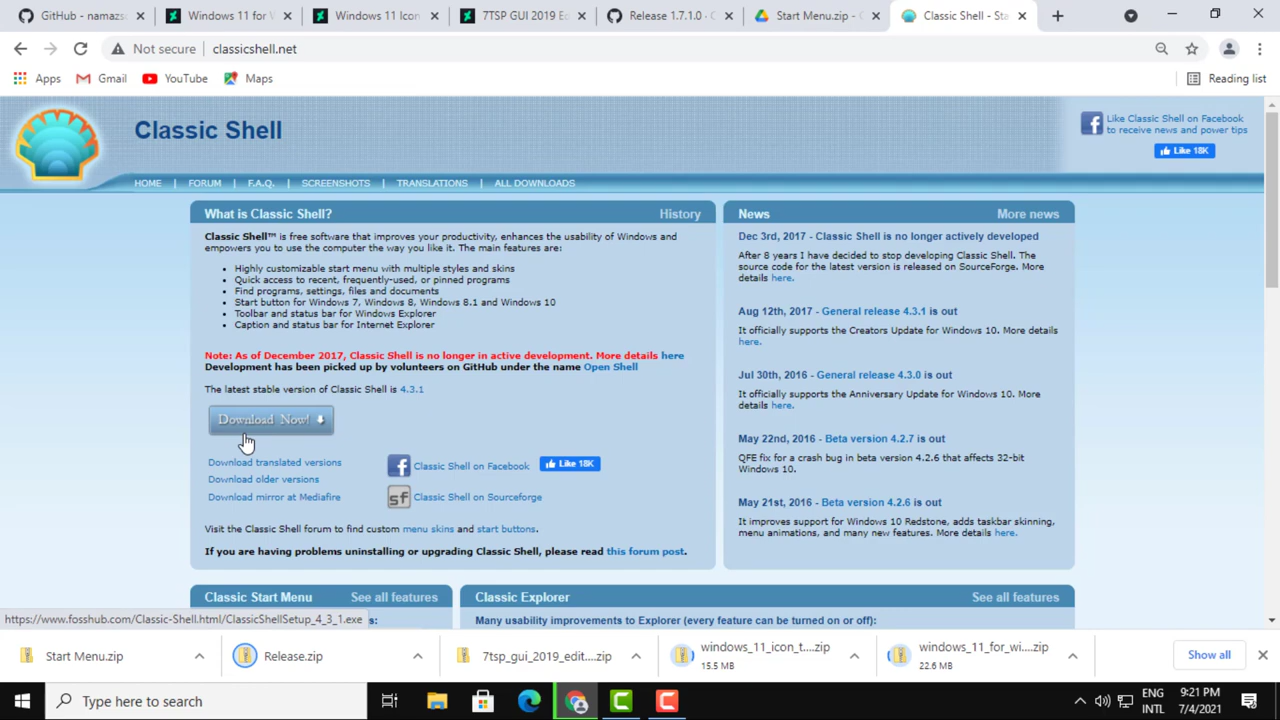 GitHub - namazs
Windows 11 for V
Windows 11 Icon
7TSP GUI 2019 Ed
Release 1.7.1.0 · G
Start Menu.zip -
Classic Shell - Sta
Not secure classicshell.net
Apps Gmail YouTube Maps Reading list
Classic Shell
Like Classic Shell on Facebook
to receive news and power tips
Like 18K
HOME | FORUM | F.A.Q. | SCREENSHOTS | TRANSLATIONS | ALL DOWNLOADS
What is Classic Shell? History
Classic Shell™ is free software that improves your productivity, enhances the usability of Windows and
empowers you to use the computer the way you like it. The main features are:
• Highly customizable start menu with multiple styles and skins
• Quick access to recent, frequently-used, or pinned programs
• Find programs, settings, files and documents
• Start button for Windows 7, Windows 8, Windows 8.1 and Windows 10
• Toolbar and status bar for Windows Explorer
• Caption and status bar for Internet Explorer
Note: As of December 2017, Classic Shell is no longer in active development. More details here
Development has been picked up by volunteers on GitHub under the name Open Shell
The latest stable version of Classic Shell is 4.3.1
Download Now!
Download translated versions
Download older versions
Download mirror at Mediafire
Classic Shell on Facebook Like 18K
Classic Shell on Sourceforge
Visit the Classic Shell forum to find custom menu skins and start buttons.
If you are having problems uninstalling or upgrading Classic Shell, please read this forum post.
News More news
Dec 3rd, 2017 - Classic Shell is no longer actively developed
After 8 years I have decided to stop developing Classic Shell. The
source code for the latest version is released on SourceForge. More
details here.
Aug 12th, 2017 - General release 4.3.1 is out
It officially supports the Creators Update for Windows 10. More details
here.
Jul 30th, 2016 - General release 4.3.0 is out
It officially supports the Anniversary Update for Windows 10. More
details here.
May 22nd, 2016 - Beta version 4.2.7 is out
QFE fix for a crash bug in beta version 4.2.6 that affects 32-bit
Windows 10.
May 21st, 2016 - Beta version 4.2.6 is out
It improves support for Windows 10 Redstone, adds taskbar skinning,
menu animations, and many new features. More details here.
Classic Start Menu See all features
Classic Explorer See all features
Many usability improvements to Explorer (every feature can be turned on or off):
https://www.fosshub.com/Classic-Shell.html/ClassicShellSetup_4_3_1.exe
Start Menu.zip
Release.zip
7tsp_gui_2019_edit....zip
windows_11_icon_t....zip
15.5 MB
windows_11_for_wi....zip
22.6 MB
Show all
Type here to search
ENG
INTL
9:21 PM
7/4/2021